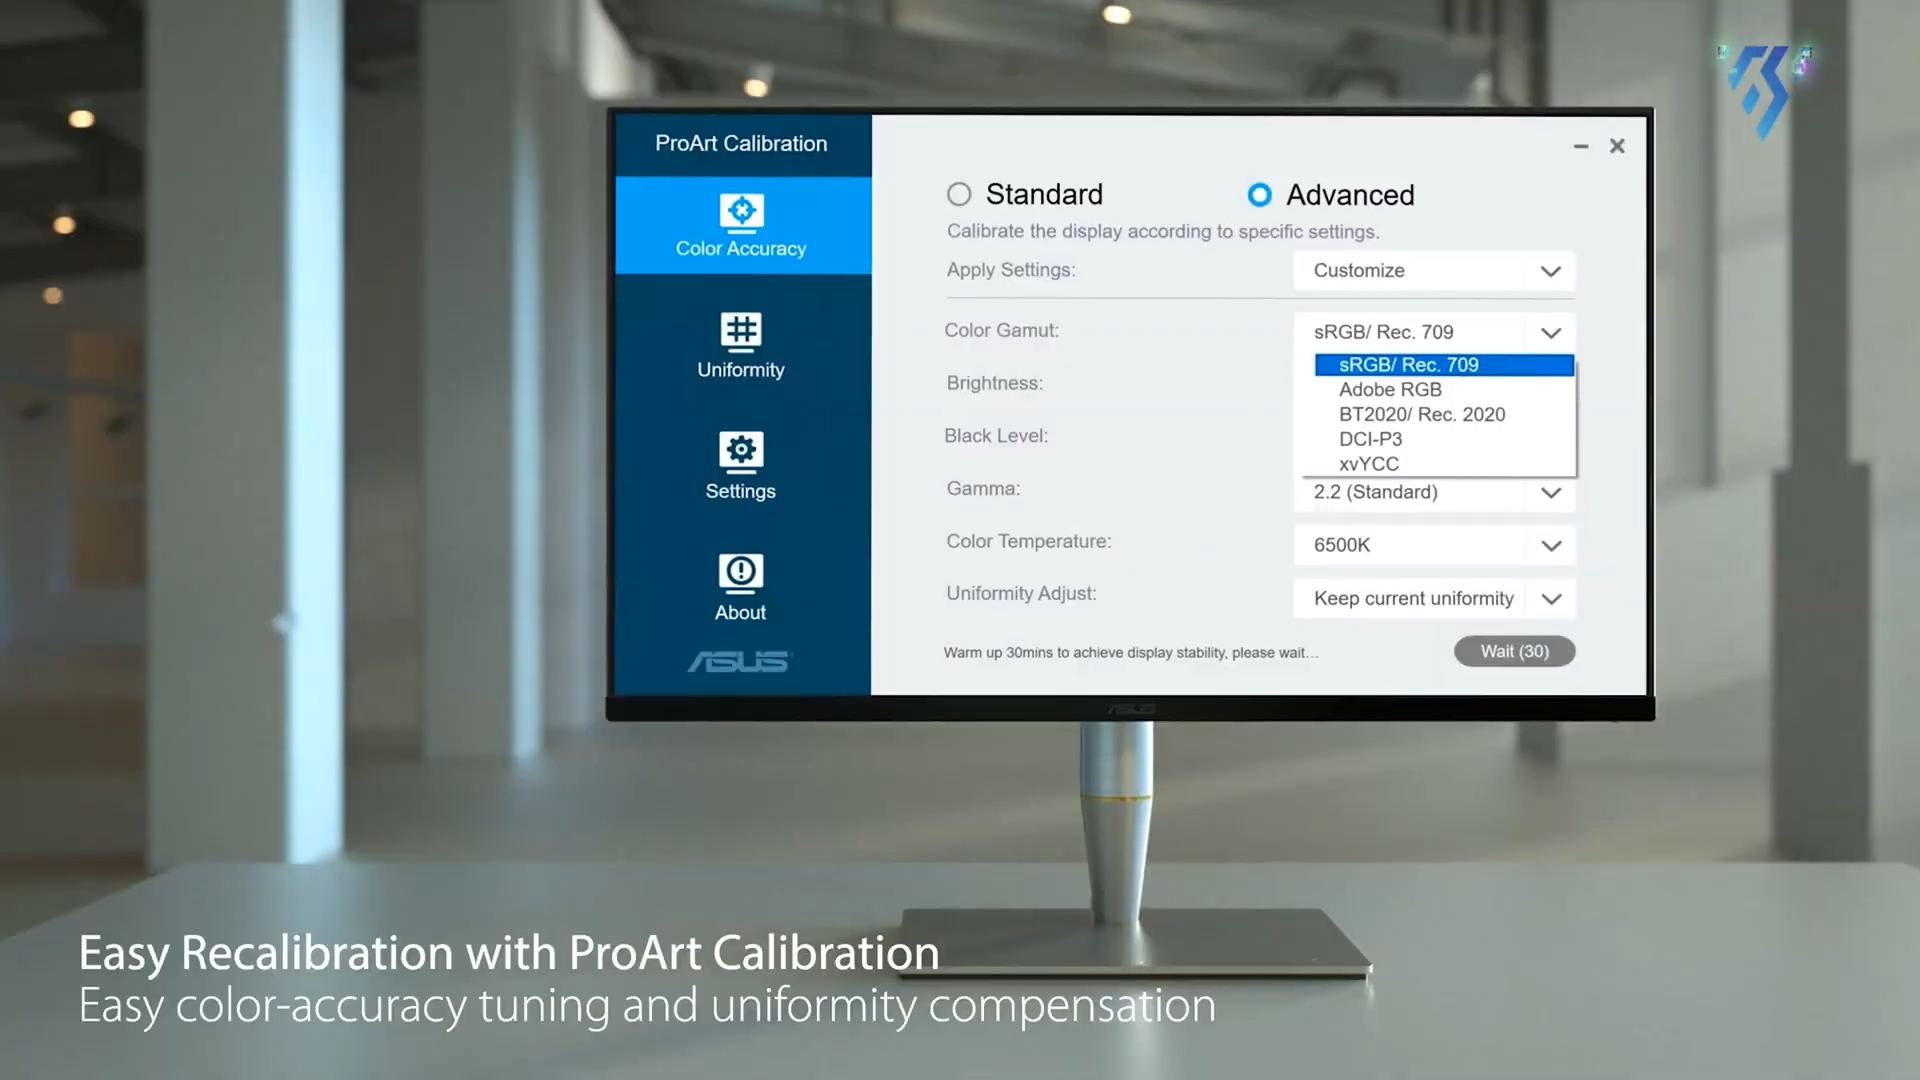 ProArt Calibration
Color Accuracy
Uniformity
Settings
About
ASUS
Standard
Advanced
Calibrate the display according to specific settings.
Apply Settings:
Customize
Color Gamut:
sRGB/ Rec. 709
sRGB/ Rec. 709
Adobe RGB
BT2020/ Rec. 2020
DCI-P3
xvYCC
Brightness:
Black Level:
Gamma:
2.2 (Standard)
Color Temperature:
6500K
Uniformity Adjust:
Keep current uniformity
Warm up 30mins to achieve display stability, please wait...
Wait (30)
ASUS
Easy Recalibration with ProArt Calibration
Easy color-accuracy tuning and uniformity compensation